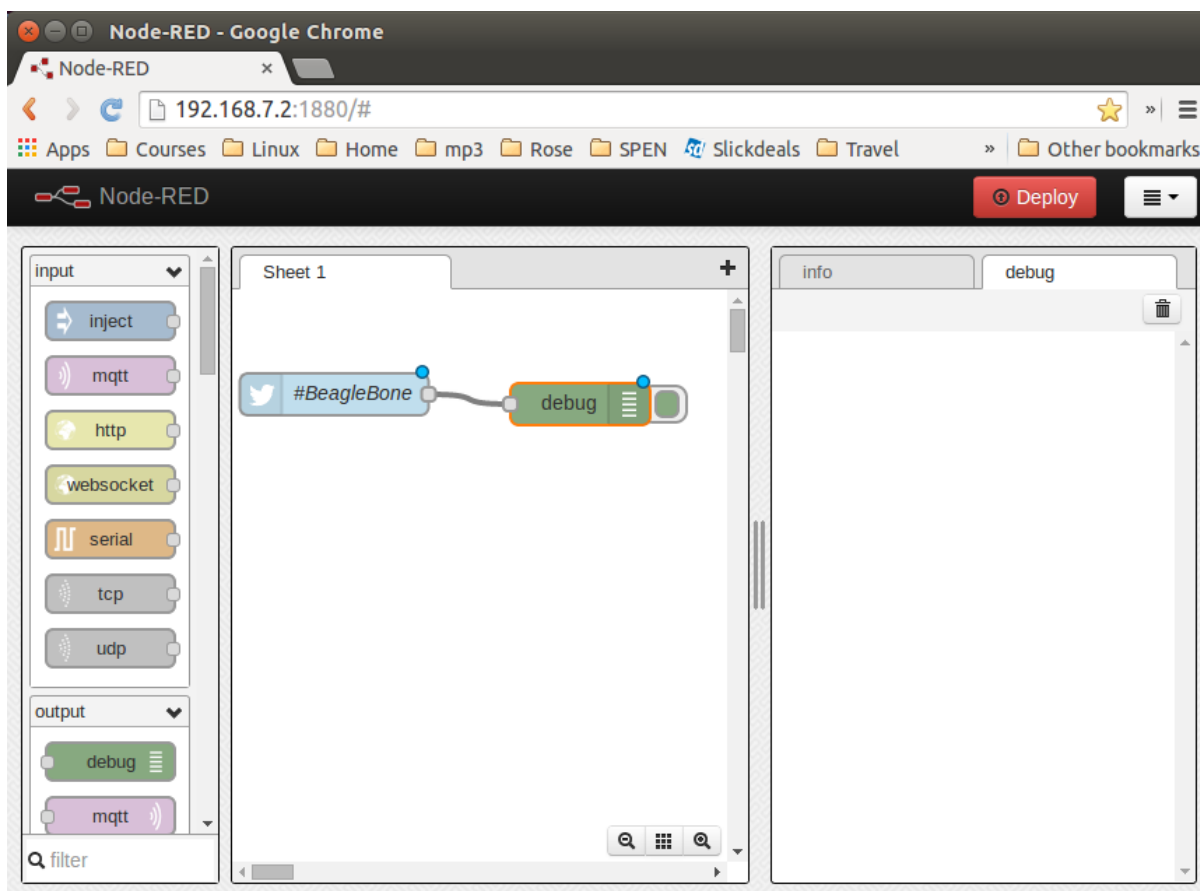 Node-RED - Google Chrome
Node-RED ×
192.168.7.2:1880/# »
Apps Courses Linux Home mp3 Rose SPEN Slickdeals Travel » Other bookmarks
Node-RED Deploy
input
inject
mqtt
http
websocket
serial
tcp
udp
output
debug
mqtt
filter
Sheet 1 +
#BeagleBone
debug
info debug